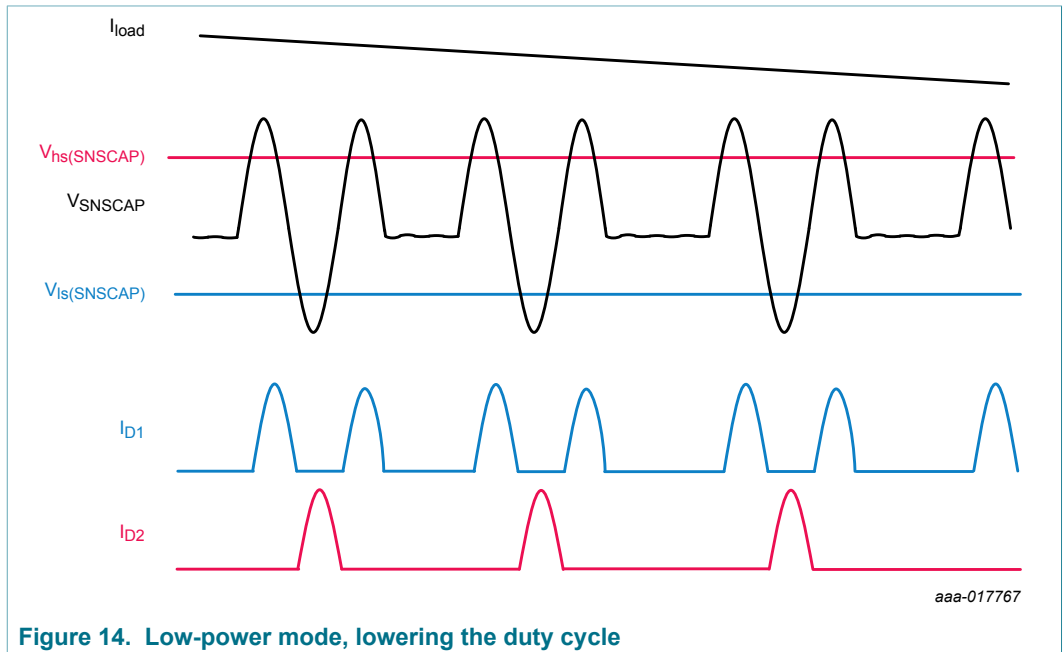 Iload
Vhs(SNSCAP)
VSNSCAP
Vls(SNSCAP)
ID1
ID2
aaa-017767
Figure 14. Low-power mode, lowering the duty cycle